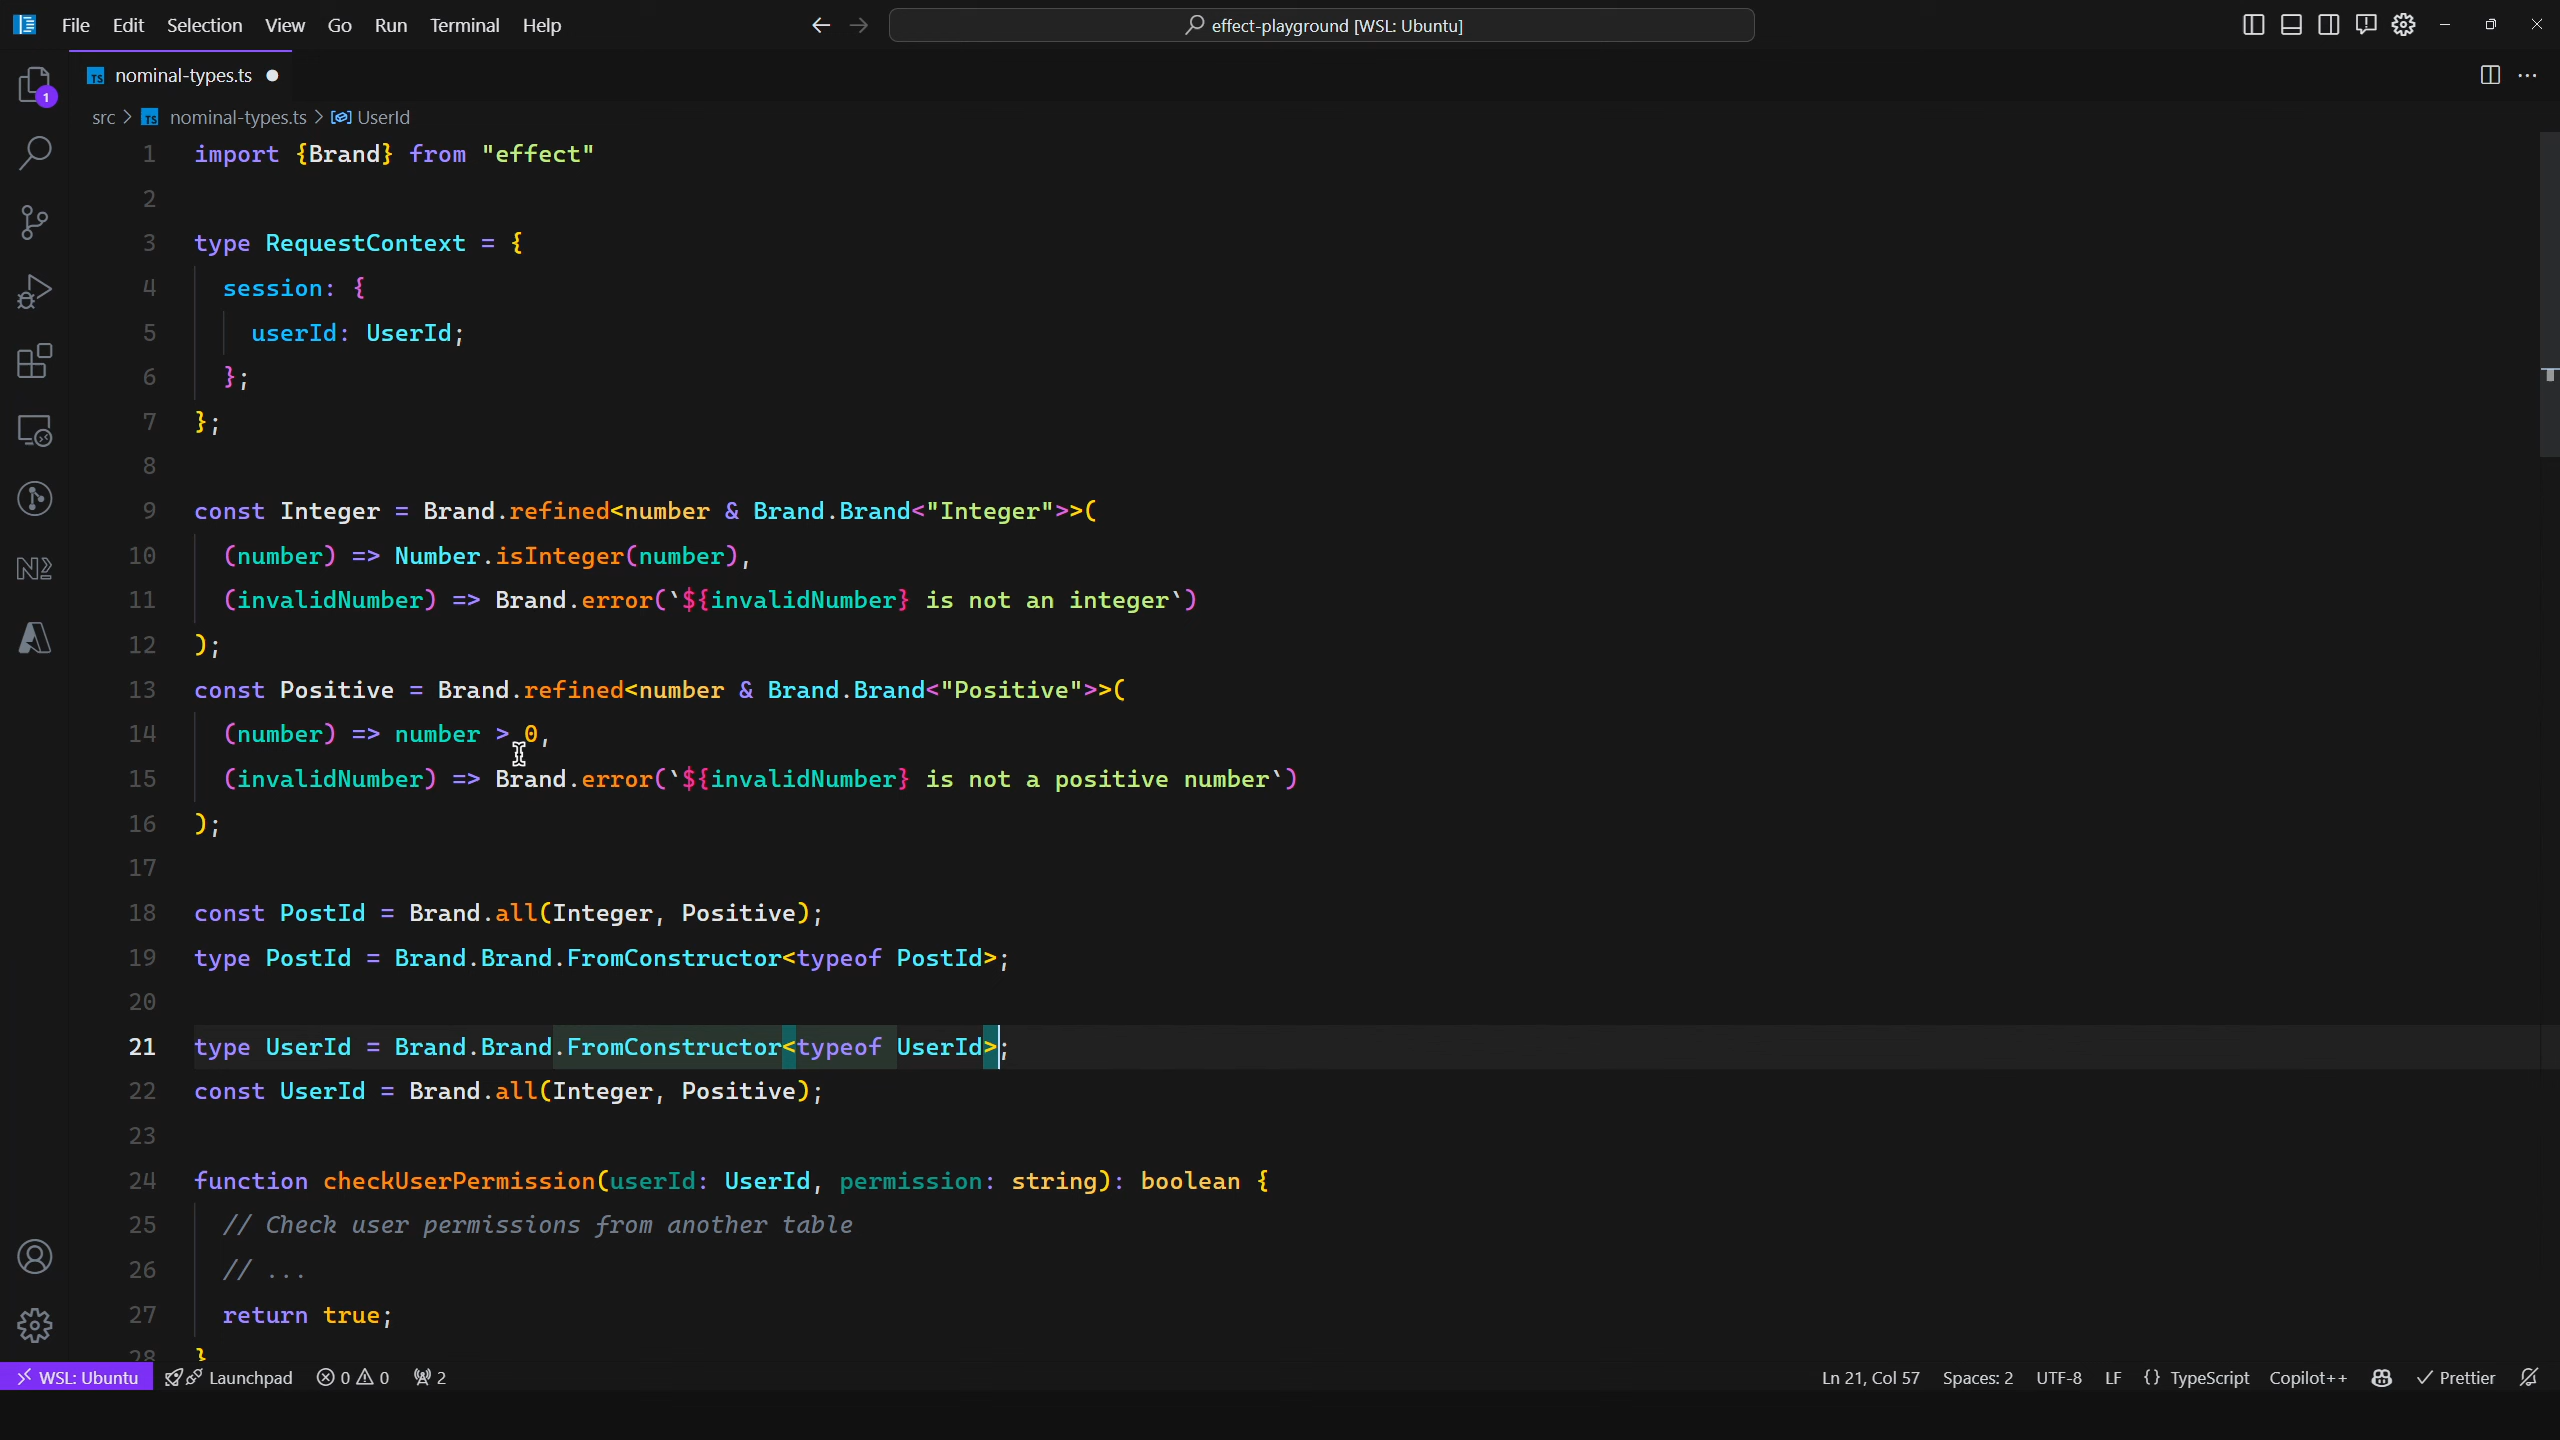 File Edit Selection View Go Run Terminal Help effect-playground [WSL: Ubuntu]
TS nominal-types.ts
1
src > TS nominal-types.ts > UserId
1 import {Brand} from "effect"
2
3 type RequestContext = {
4 session: {
5 userId: UserId;
6 };
7 };
8
9 const Integer = Brand.refined<number & Brand.Brand<"Integer">>(
10 (number) => Number.isInteger(number),
11 (invalidNumber) => Brand.error(`${invalidNumber} is not an integer`)
12 );
13 const Positive = Brand.refined<number & Brand.Brand<"Positive">>(
14 (number) => number > 0,
15 (invalidNumber) => Brand.error(`${invalidNumber} is not a positive number`)
16 );
17
18 const PostId = Brand.all(Integer, Positive);
19 type PostId = Brand.Brand.FromConstructor<typeof PostId>;
20
21 type UserId = Brand.Brand.FromConstructor<typeof UserId>;
22 const UserId = Brand.all(Integer, Positive);
23
24 function checkUserPermission(userId: UserId, permission: string): boolean {
25 // Check user permissions from another table
26 // ...
27 return true;
28 }
WSL: Ubuntu Launchpad 0 0 2 Ln 21, Col 57 Spaces: 2 UTF-8 LF {} TypeScript Copilot++ Prettier